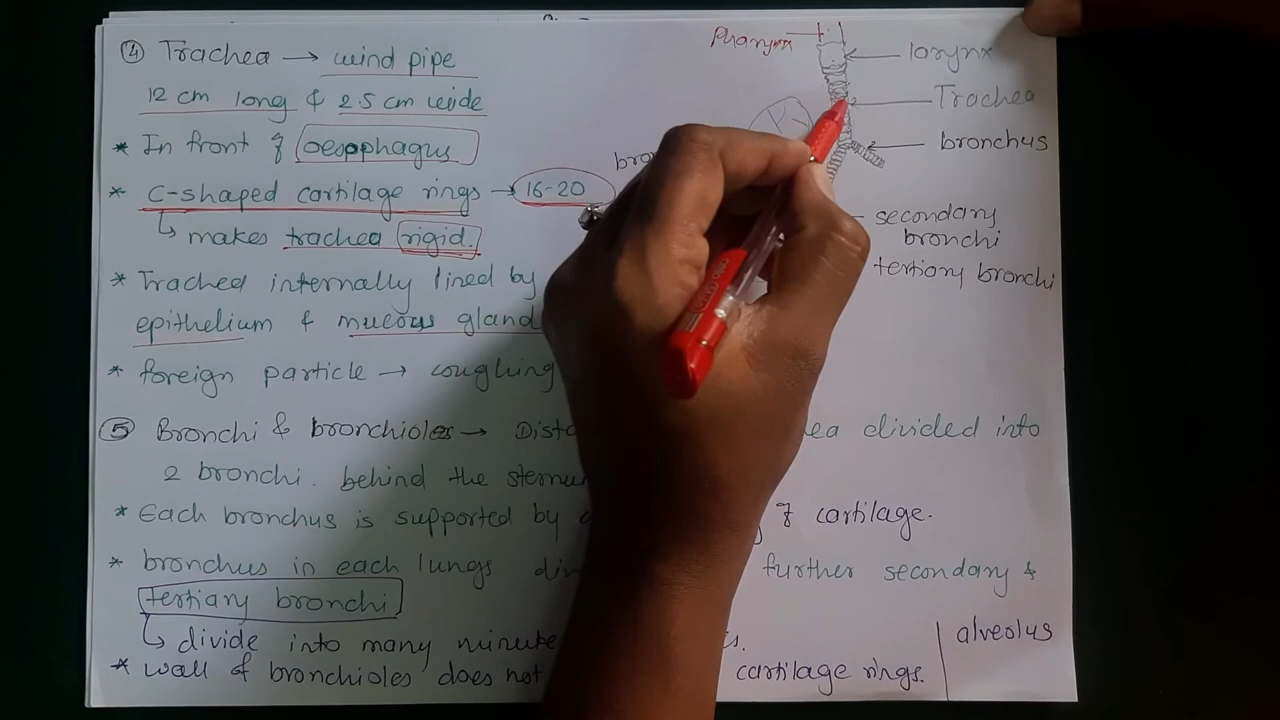 ④ Trachea → wind pipe
12 cm long & 2.5 cm wide
* In front of oesophagus
* C-shaped cartilage rings → 16-20
↳ makes trachea rigid.
* Trachea internally lined by
epithelium & mucous gland
* foreign particle → coughing
⑤ Bronchi & bronchioles → divided into
2 bronchi. behind the
* Each bronchus is supported by of cartilage.
* bronchus in each lungs further secondary &
tertiary bronchi
↳ divide into many minute
* wall of bronchioles does not cartilage rings.
Pharynx
larynx
Trachea
bronchus
secondary
bronchi
tertiary bronchi
alveolus